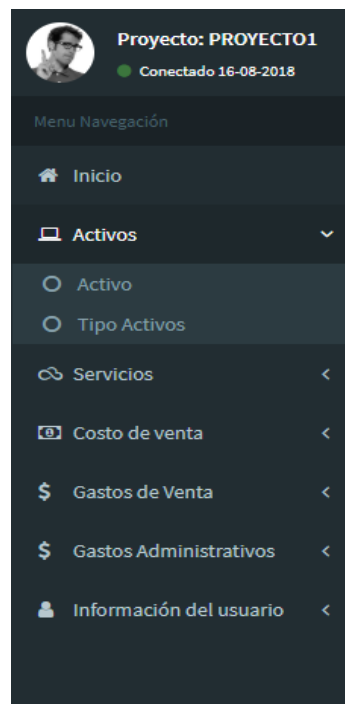 Proyecto: PROYECTO1
Conectado 16-08-2018
Menu Navegación
Inicio
Activos
Activo
Tipo Activos
Servicios
Costo de venta
$ Gastos de Venta
$ Gastos Administrativos
Información del usuario